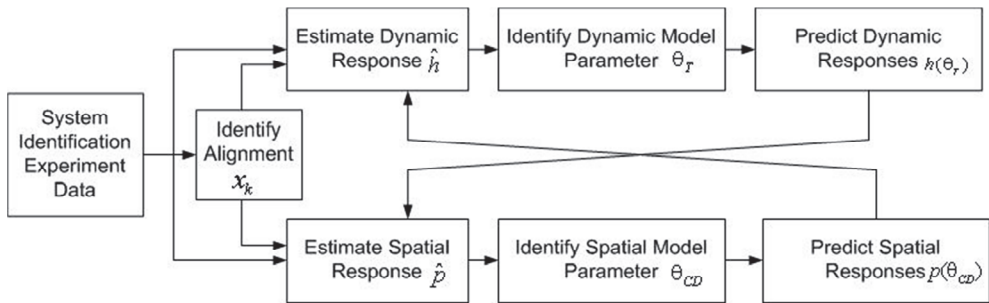 System
Identification
Experiment
Data
Identify
Alignment
x_k
Estimate Dynamic
Response ĥ
Identify Dynamic Model
Parameter θ_T
Predict Dynamic
Responses h(θ_T)
Estimate Spatial
Response p̂
Identify Spatial Model
Parameter θ_CD
Predict Spatial
Responses p(θ_CD)